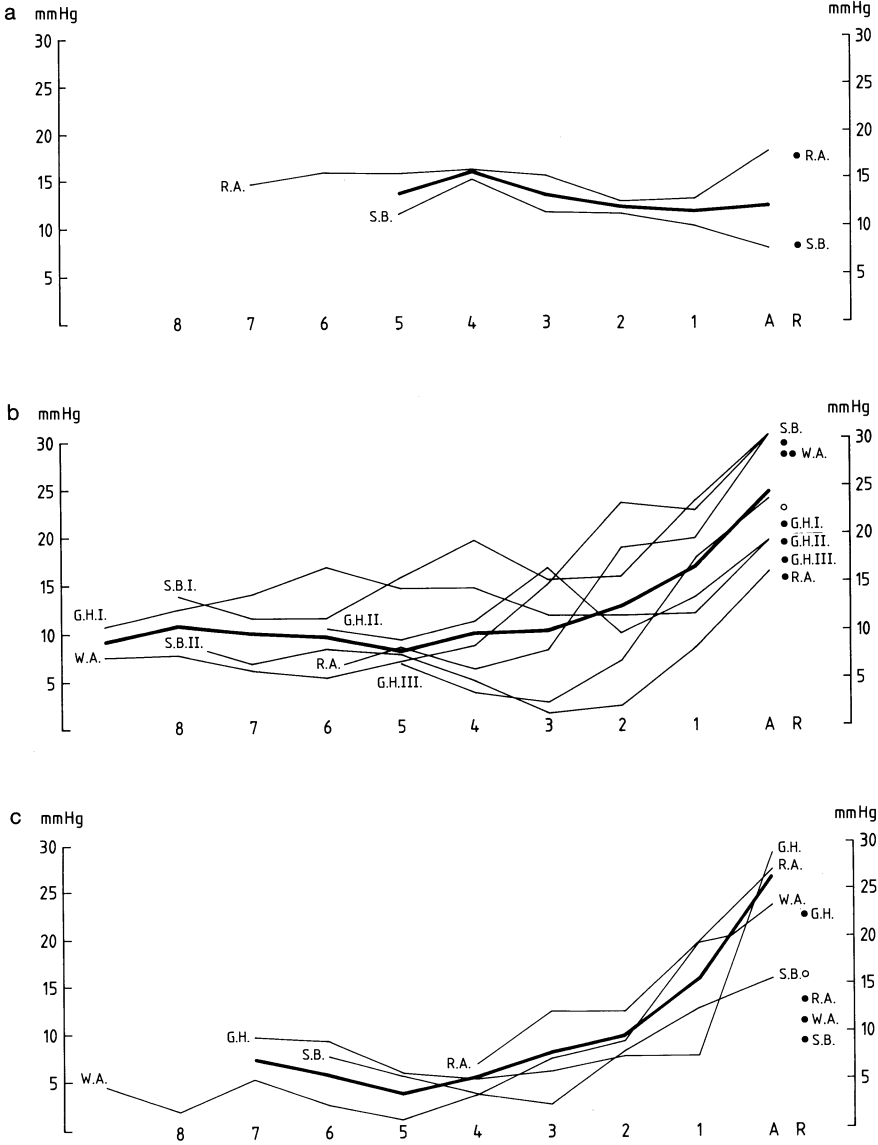 a
mmHg mmHg
30 30
25 25
20 20
R.A.
15 15
R.A.
S.B.
10 10
S.B.
5 5
8 7 6 5 4 3 2 1 A R
b
mmHg mmHg
S.B.
30 30
W.A.
25 25
20 20
G.H.I.
G.H.II.
G.H.III.
15 15
S.B.I.
R.A.
G.H.I.
G.H.II.
10 10
S.B.II.
W.A.
R.A.
G.H.III.
5 5
8 7 6 5 4 3 2 1 A R
c
mmHg mmHg
30 30
G.H.
R.A.
25 25
W.A.
G.H.
20 20
S.B.
15 15
R.A.
W.A.
10 10
G.H.
S.B.
S.B.
R.A.
5 5
W.A.
8 7 6 5 4 3 2 1 A R